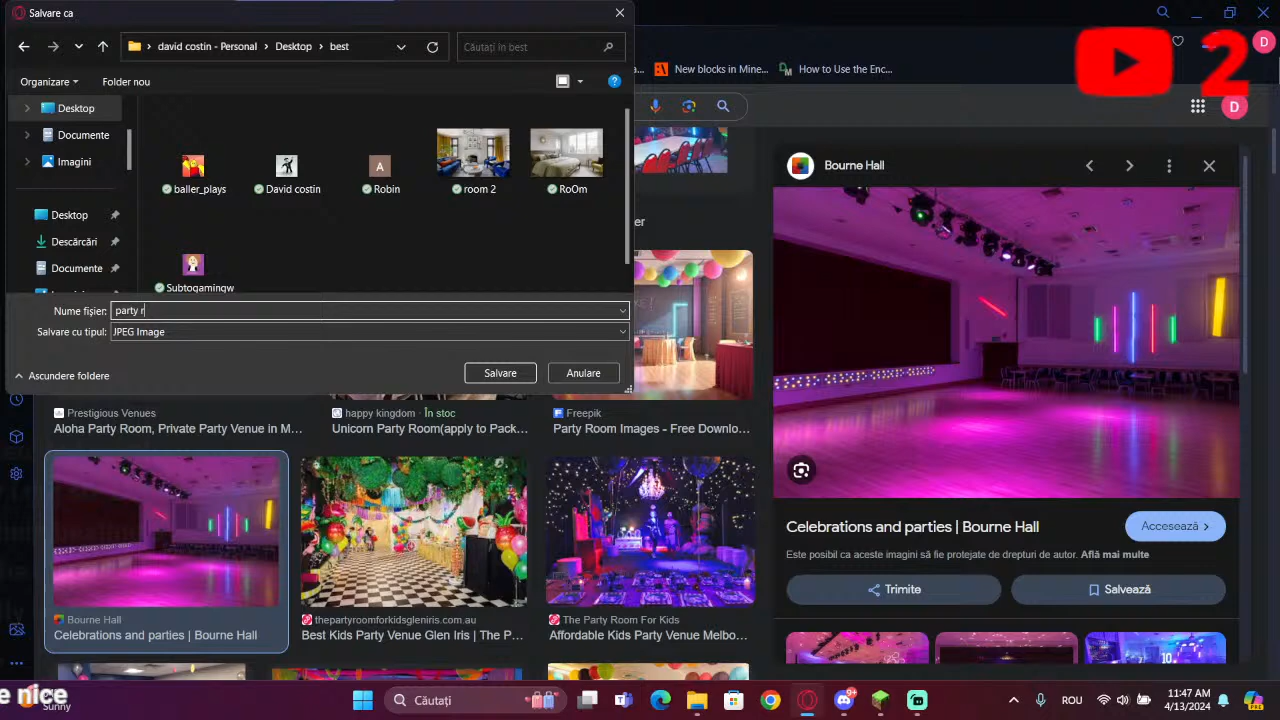 Salvare ca
david costin - Personal > Desktop > best
Căutați în best
Organizare
Folder nou
Desktop
Documente
Imagini
Desktop
Descărcări
Documente
baller_plays
David costin
A
Robin
room 2
RoOm
Subtogamingw
Nume fișier:
party r
Salvare cu tipul:
JPEG Image
Ascundere foldere
Salvare
Anulare
New blocks in Mine...
How to Use the Enc...
2
D
D
er
Bourne Hall
Prestigious Venues
Aloha Party Room, Private Party Venue in M...
happy kingdom · În stoc
Unicorn Party Room(apply to Pack...
Freepik
Party Room Images - Free Downlo...
Bourne Hall
Celebrations and parties | Bourne Hall
thepartyroomforkidsgleniris.com.au
Best Kids Party Venue Glen Iris | The P...
The Party Room For Kids
Affordable Kids Party Venue Melbo...
Celebrations and parties | Bourne Hall
Accesează
Este posibil ca aceste imagini să fie protejate de drepturi de autor. Află mai multe
Trimite
Salvează
e nice
Sunny
Căutați
ROU
11:47 AM
4/13/2024